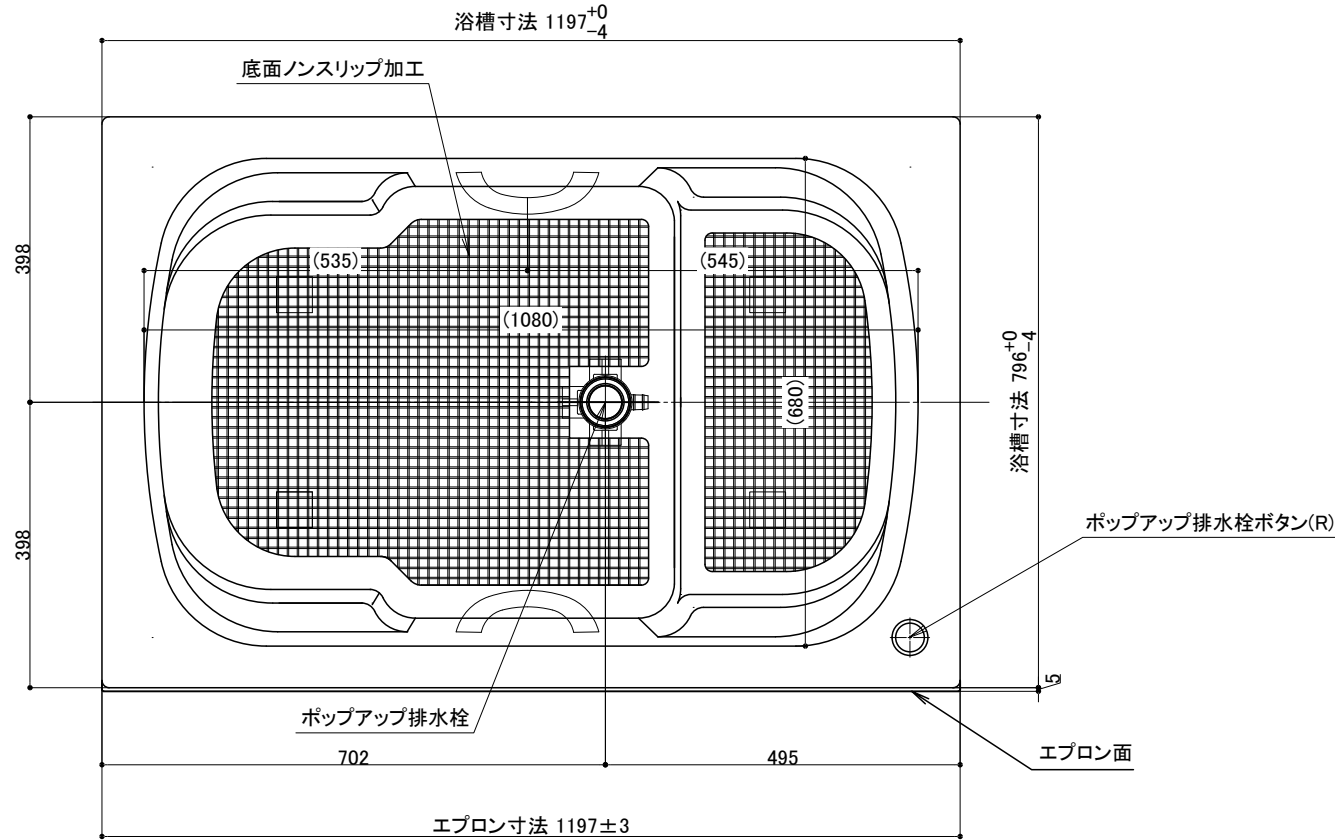 浴槽寸法 1197 +0 -4
底面ノンスリップ加工
398
(535)
(545)
(1080)
浴槽寸法 796 +0 -4
(680)
ポップアップ排水栓ボタン(R)
398
5
ポップアップ排水栓
エプロン面
702
495
エプロン寸法 1197±3